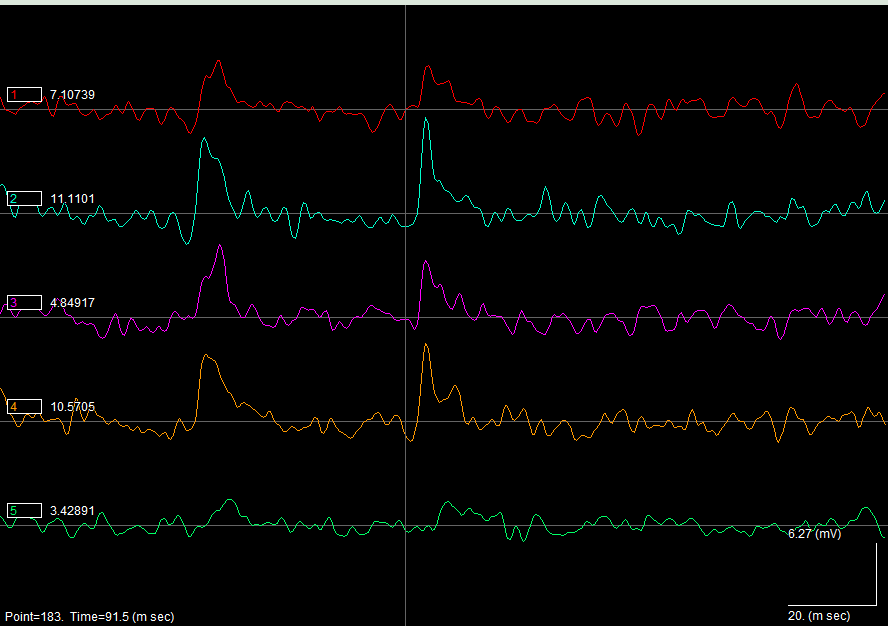 1 7.10739
2 11.1101
3 4.84917
4 10.5705
5 3.42891
6.27 (mV)
20. (m sec)
Point=183. Time=91.5 (m sec)